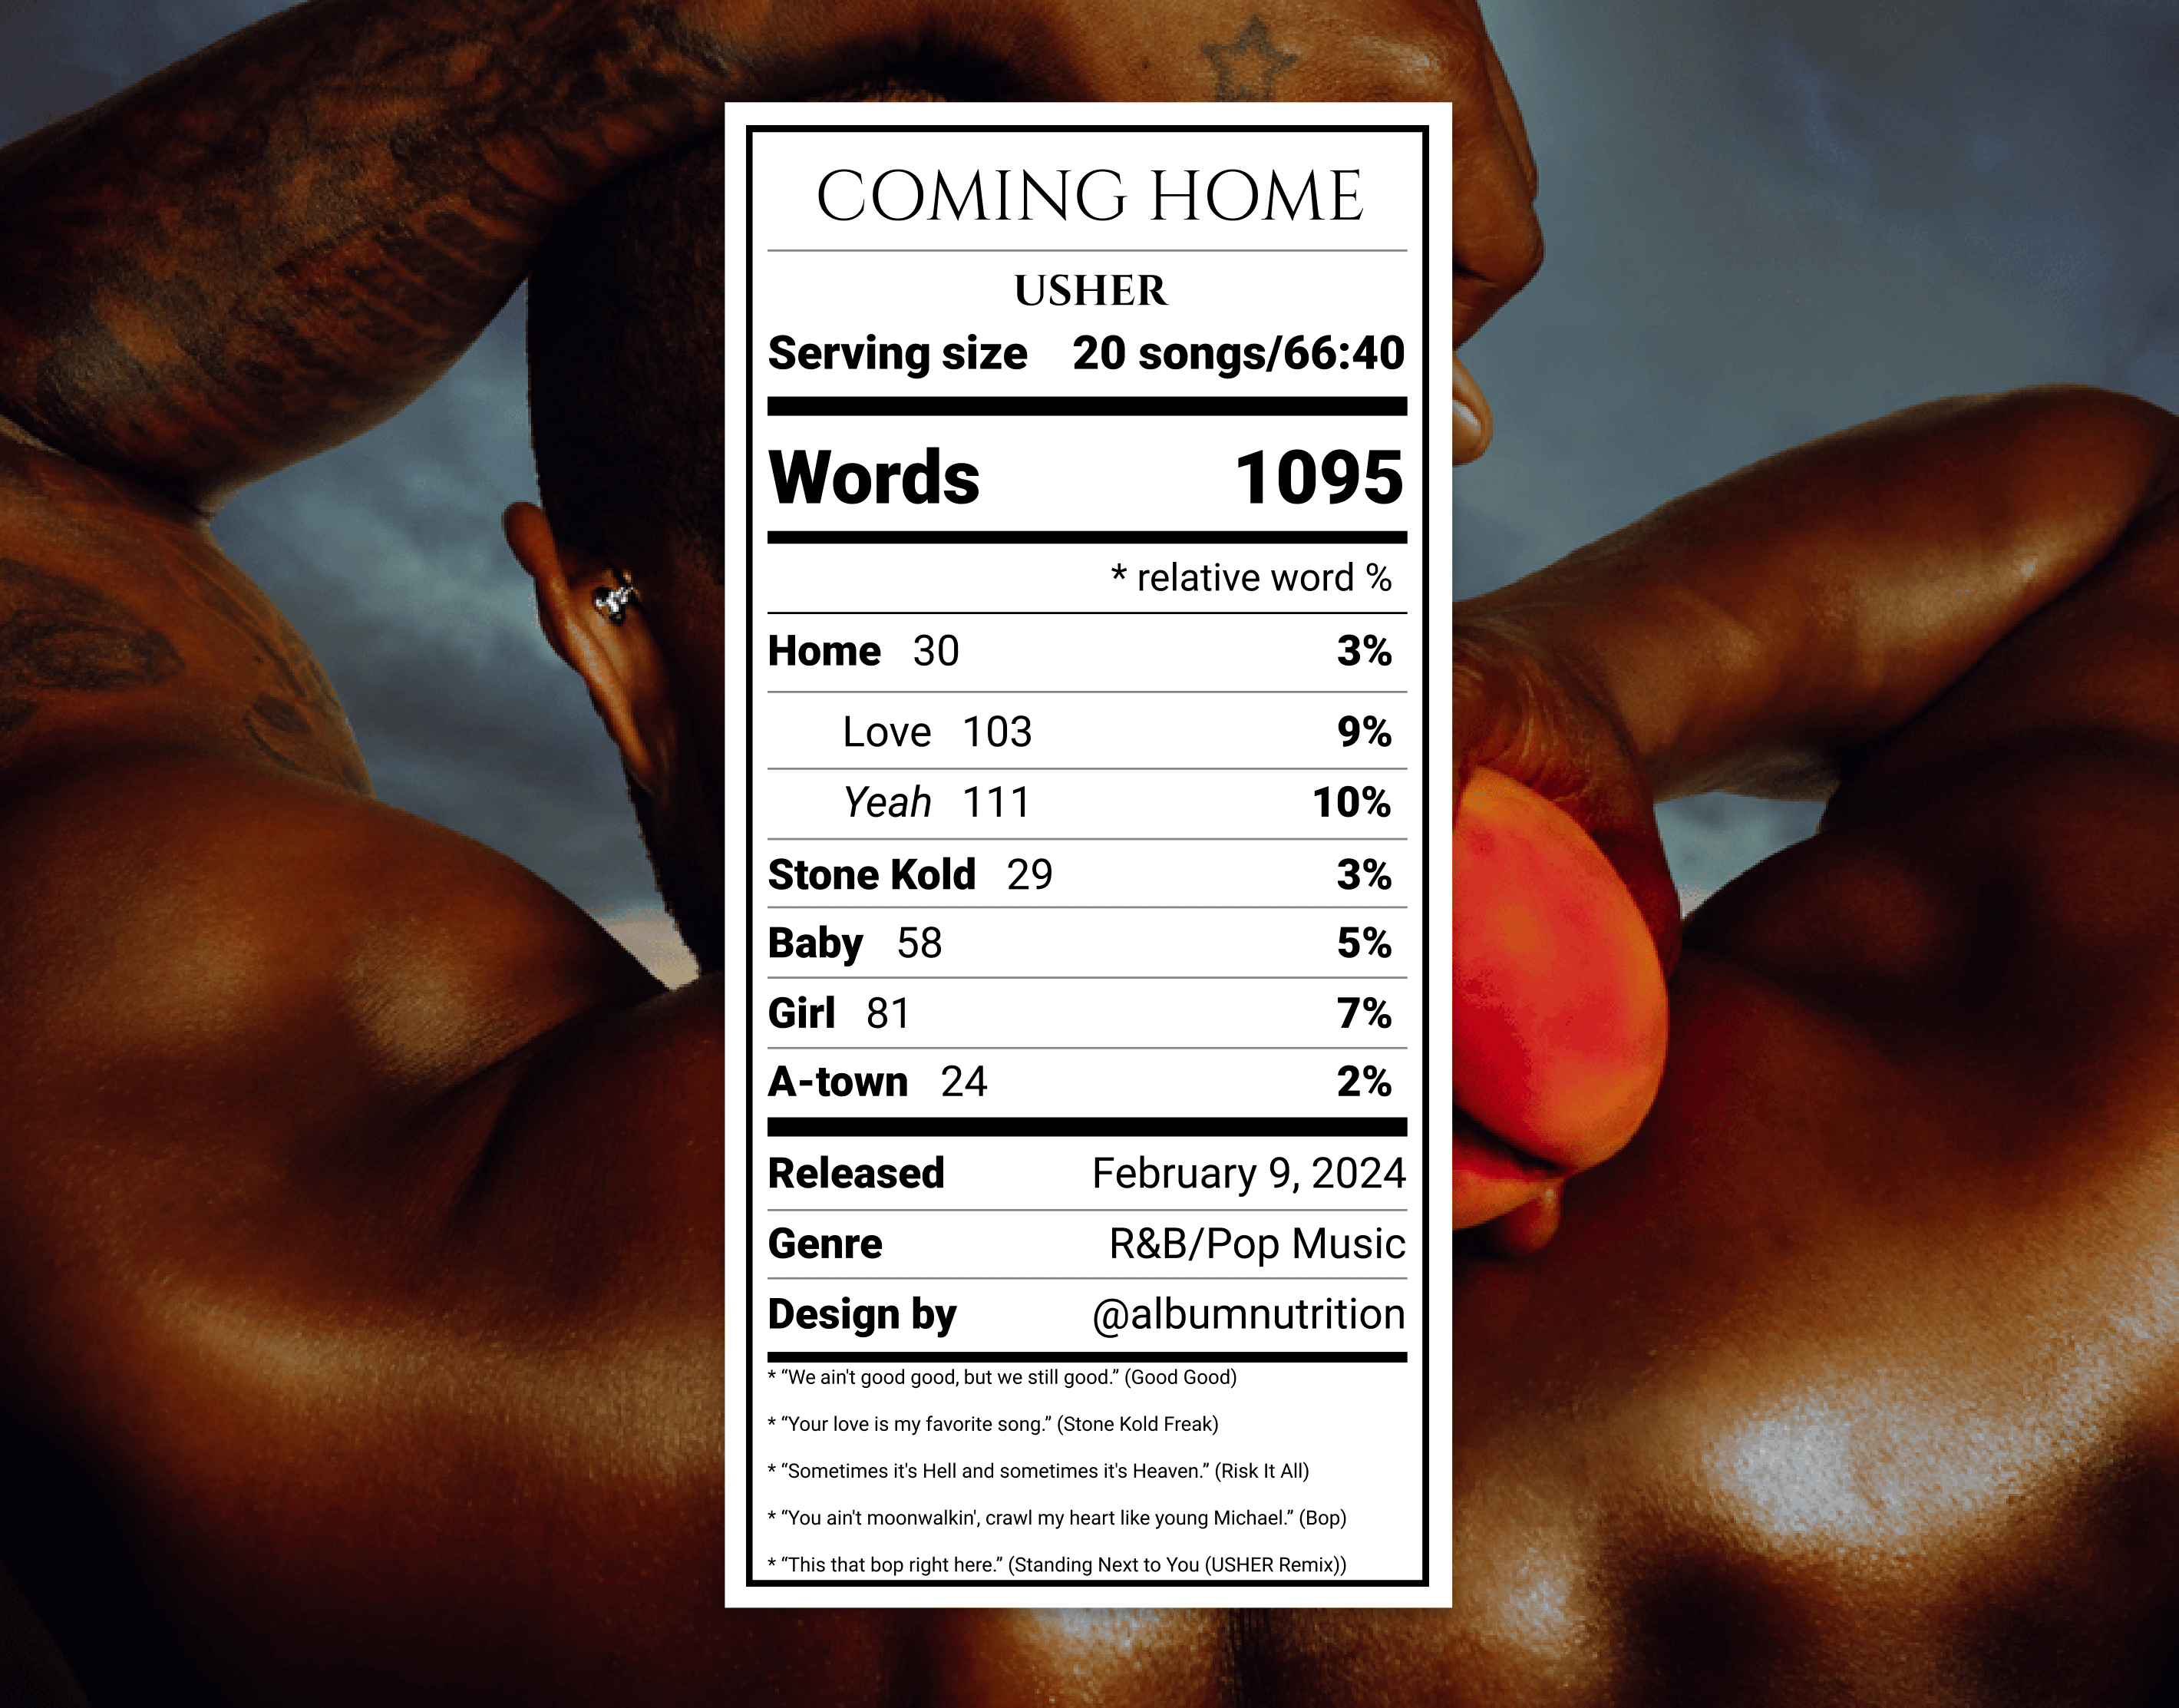 COMING HOME
USHER
Serving size 20 songs/66:40
Words 1095
* relative word %
Home 30 3%
Love 103 9%
Yeah 111 10%
Stone Kold 29 3%
Baby 58 5%
Girl 81 7%
A-town 24 2%
Released February 9, 2024
Genre R&B/Pop Music
Design by @albumnutrition
* “We ain't good good, but we still good.” (Good Good)
* “Your love is my favorite song.” (Stone Kold Freak)
* “Sometimes it's Hell and sometimes it's Heaven.” (Risk It All)
* “You ain't moonwalkin', crawl my heart like young Michael.” (Bop)
* “This that bop right here.” (Standing Next to You (USHER Remix))